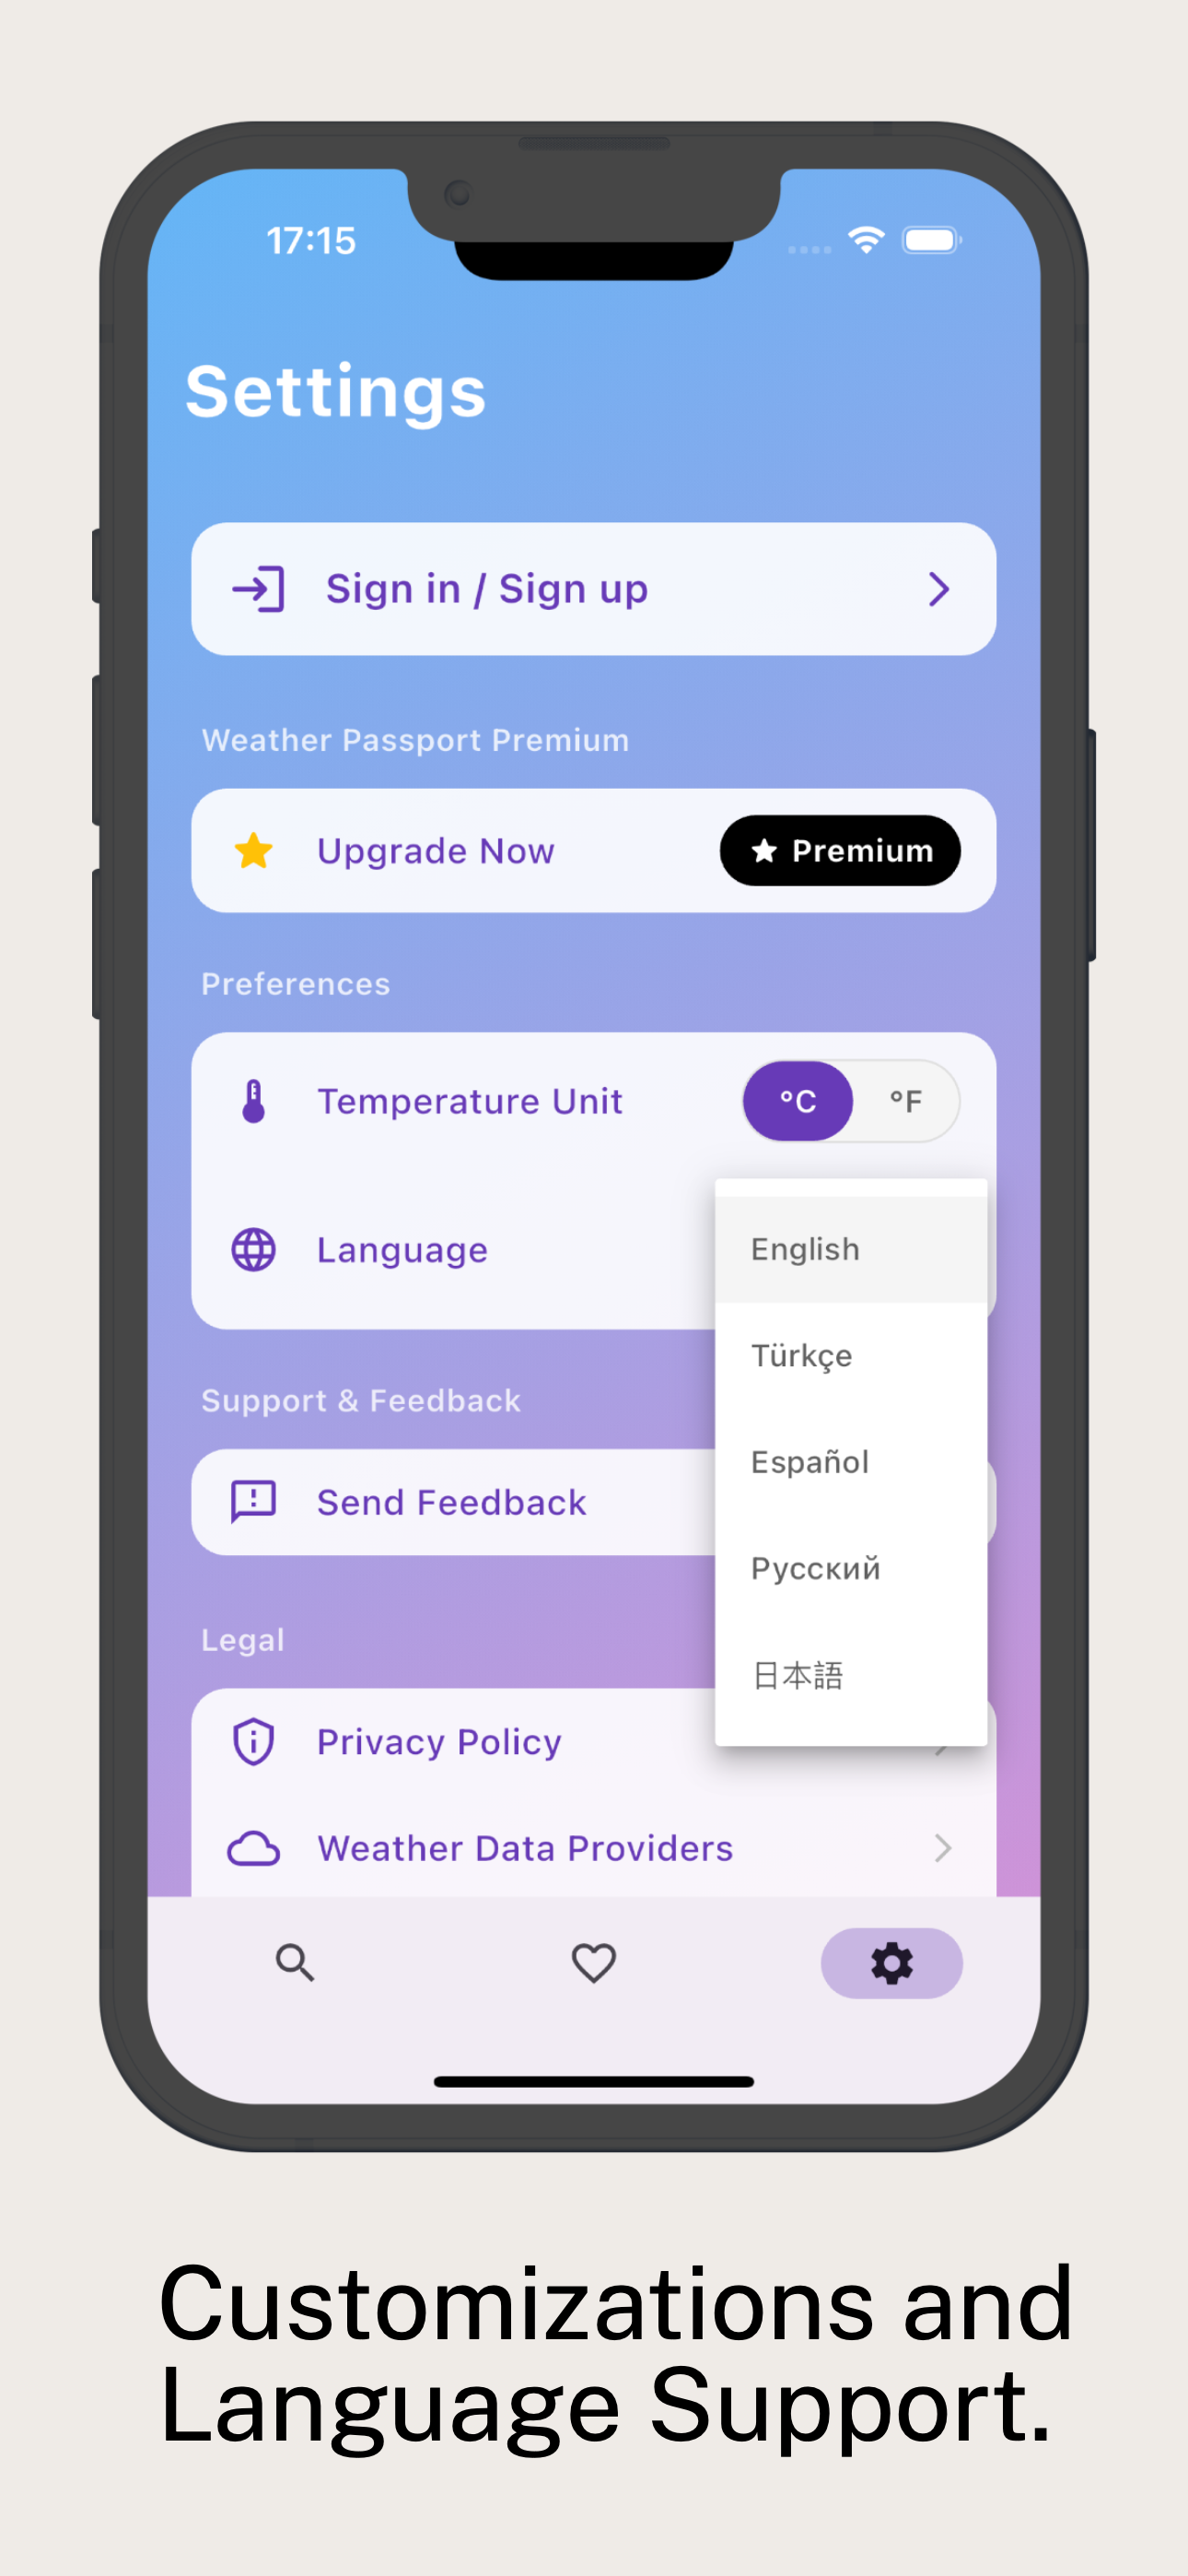 17:15
Settings
Sign in / Sign up
Weather Passport Premium
Upgrade Now
Premium
Preferences
Temperature Unit
°C
°F
Language
English
Türkçe
Español
Русский
日本語
Support & Feedback
Send Feedback
Legal
Privacy Policy
Weather Data Providers
Customizations and
Language Support.